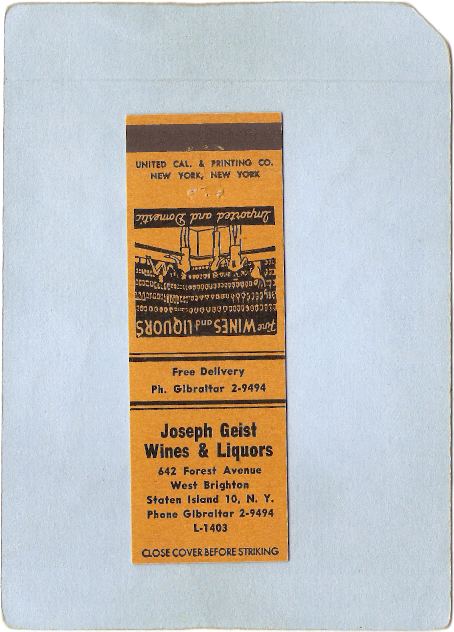 UNITED CAL. & PRINTING CO.
NEW YORK, NEW YORK
Imported and Domestic
Fine WINES and LIQUORS
Free Delivery
Ph. Gibraltar 2-9494
Joseph Geist
Wines & Liquors
642 Forest Avenue
West Brighton
Staten Island 10, N. Y.
Phone Gibraltar 2-9494
L-1403
CLOSE COVER BEFORE STRIKING